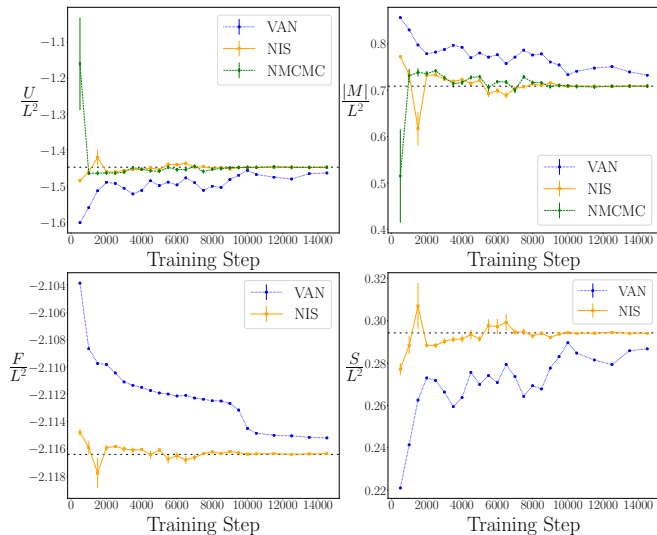 −1.1
−1.2
−1.3
−1.4
−1.5
−1.6
U
L²
VAN
NIS
NMCMC
0 2000 4000 6000 8000 10000 12000 14000
Training Step
0.8
0.7
0.6
0.5
0.4
|M|
L²
VAN
NIS
NMCMC
0 2000 4000 6000 8000 10000 12000 14000
Training Step
−2.104
−2.106
−2.108
−2.110
−2.112
−2.114
−2.116
−2.118
F
L²
VAN
NIS
0 2000 4000 6000 8000 10000 12000 14000
Training Step
0.32
0.30
0.28
0.26
0.24
0.22
S
L²
VAN
NIS
0 2000 4000 6000 8000 10000 12000 14000
Training Step